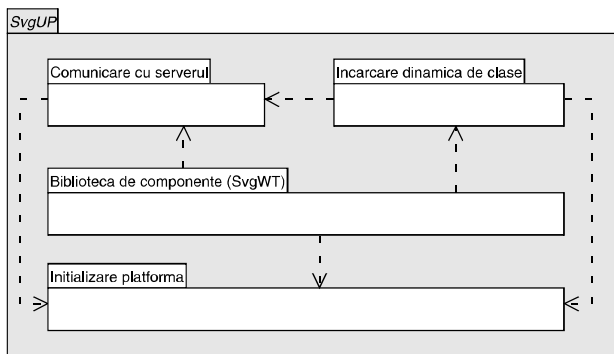 SvgUP
Comunicare cu serverul
Incarcare dinamica de clase
Biblioteca de componente (SvgWT)
Initializare platforma